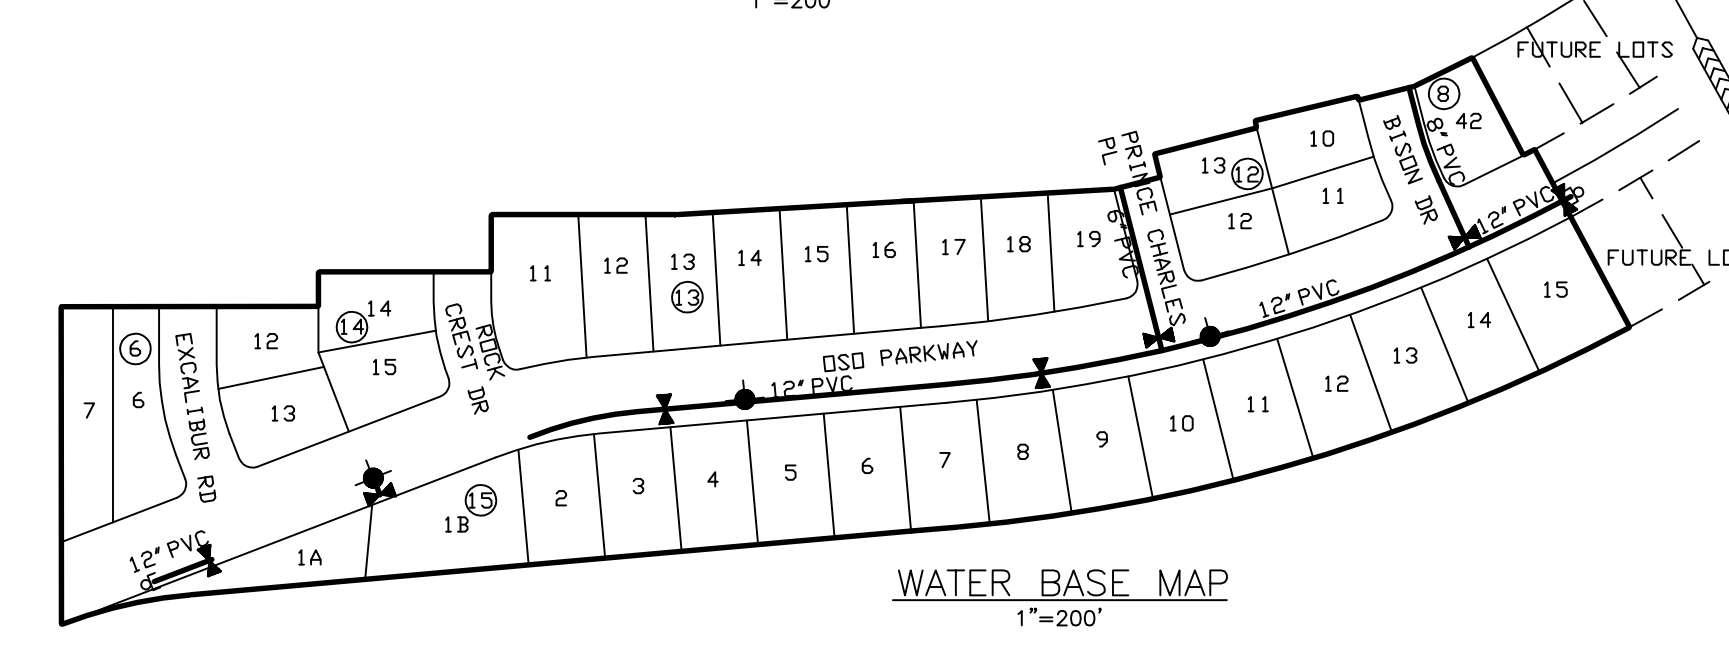 1"=200'
FUTURE LOTS
8
42
8" PVC
BISON DR
10
13
12
11
12
PRINCE CHARLES
PL
6" PVC
12" PVC
FUTURE LO
15
14
13
12
11
10
9
8
7
6
5
4
3
2
15
1B
1A
12" PVC
OSO PARKWAY
12" PVC
11
12
13
13
14
15
16
17
18
19
ROCK
CREST DR
14
14
15
12
13
EXCALIBUR RD
6
6
7
12" PVC
WATER BASE MAP
1"=200'